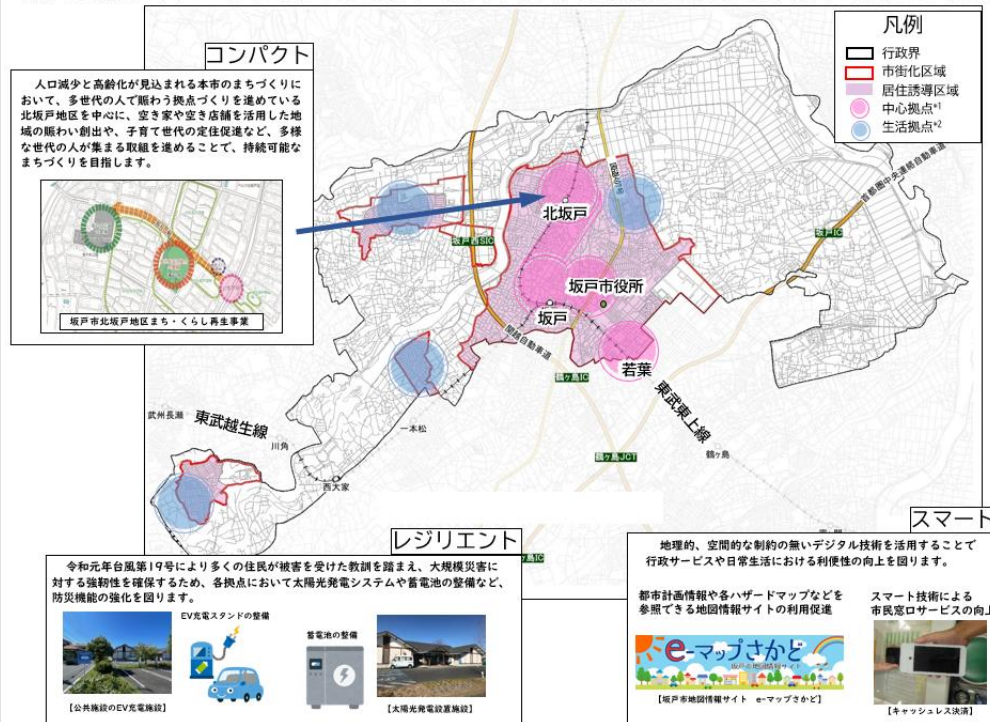 凡例
行政界
市街化区域
居住誘導区域
中心拠点*1
生活拠点*2
コンパクト
人口減少と高齢化が見込まれる本市のまちづくりに
おいて、多世代の人で賑わう拠点づくりを進めている
北坂戸地区を中心に、空き家や空き店舗を活用した地
域の賑わい創出や、子育て世代の定住促進など、多様
な世代の人が集まる取組を進めることで、持続可能な
まちづくりを目指します。
坂戸市北坂戸地区まち・くらし再生事業
国道407号
首都圏中央連絡自動車道
北坂戸
坂戸西SIC
坂戸IC
坂戸市役所
坂戸
関越自動車道
若葉
鶴ヶ島IC
東武東上線
武州長瀬
東武越生線
一本松
川角
鶴ヶ島JCT
鶴ヶ島
西大家
レジリエント
令和元年台風第19号により多くの住民が被害を受けた教訓を踏まえ、大規模災害に
対する強靭性を確保するため、各拠点において太陽光発電システムや蓄電池の整備など、
防災機能の強化を図ります。
EV充電スタンドの整備
蓄電池の整備
【公共施設のEV充電施設】
【太陽光発電設置施設】
スマート
地理的、空間的な制約の無いデジタル技術を活用することで
行政サービスや日常生活における利便性の向上を図ります。
都市計画情報や各ハザードマップなどを
参照できる地図情報サイトの利用促進
スマート技術による
市民窓口サービスの向上
e-マップさかど
坂戸市地図情報サイト
【坂戸市地図情報サイト e-マップさかど】
【キャッシュレス決済】